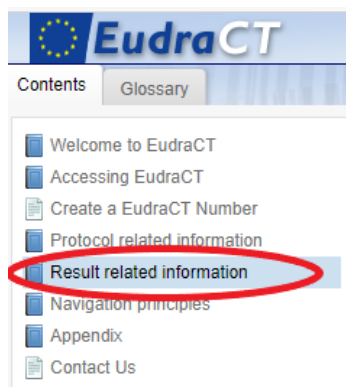 EudraCT
Contents Glossary
Welcome to EudraCT
Accessing EudraCT
Create a EudraCT Number
Protocol related information
Result related information
Navigation principles
Appendix
Contact Us